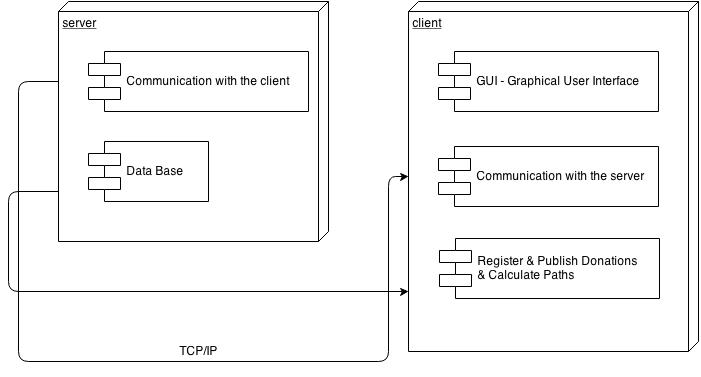 server
Communication with the client
Data Base
client
GUI - Graphical User Interface
Communication with the server
Register & Publish Donations
& Calculate Paths
TCP/IP